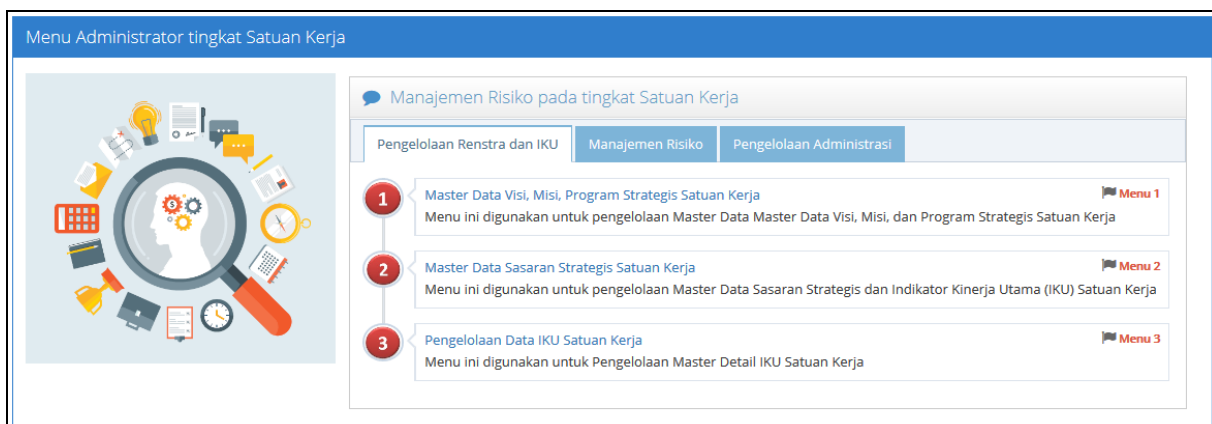 Menu Administrator tingkat Satuan Kerja
Manajemen Risiko pada tingkat Satuan Kerja
Pengelolaan Renstra dan IKU Manajemen Risiko Pengelolaan Administrasi
1 Master Data Visi, Misi, Program Strategis Satuan Kerja Menu 1
Menu ini digunakan untuk pengelolaan Master Data Master Data Visi, Misi, dan Program Strategis Satuan Kerja
2 Master Data Sasaran Strategis Satuan Kerja Menu 2
Menu ini digunakan untuk pengelolaan Master Data Sasaran Strategis dan Indikator Kinerja Utama (IKU) Satuan Kerja
3 Pengelolaan Data IKU Satuan Kerja Menu 3
Menu ini digunakan untuk Pengelolaan Master Detail IKU Satuan Kerja